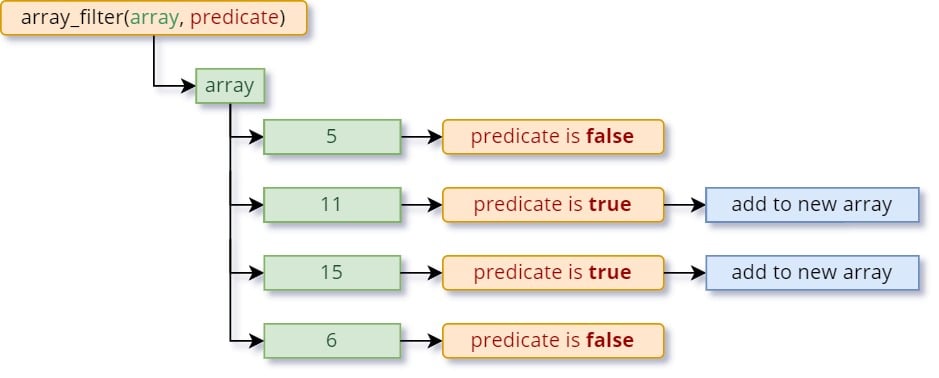 array_filter(array, predicate)
array
5
predicate is false
11
predicate is true
add to new array
15
predicate is true
add to new array
6
predicate is false